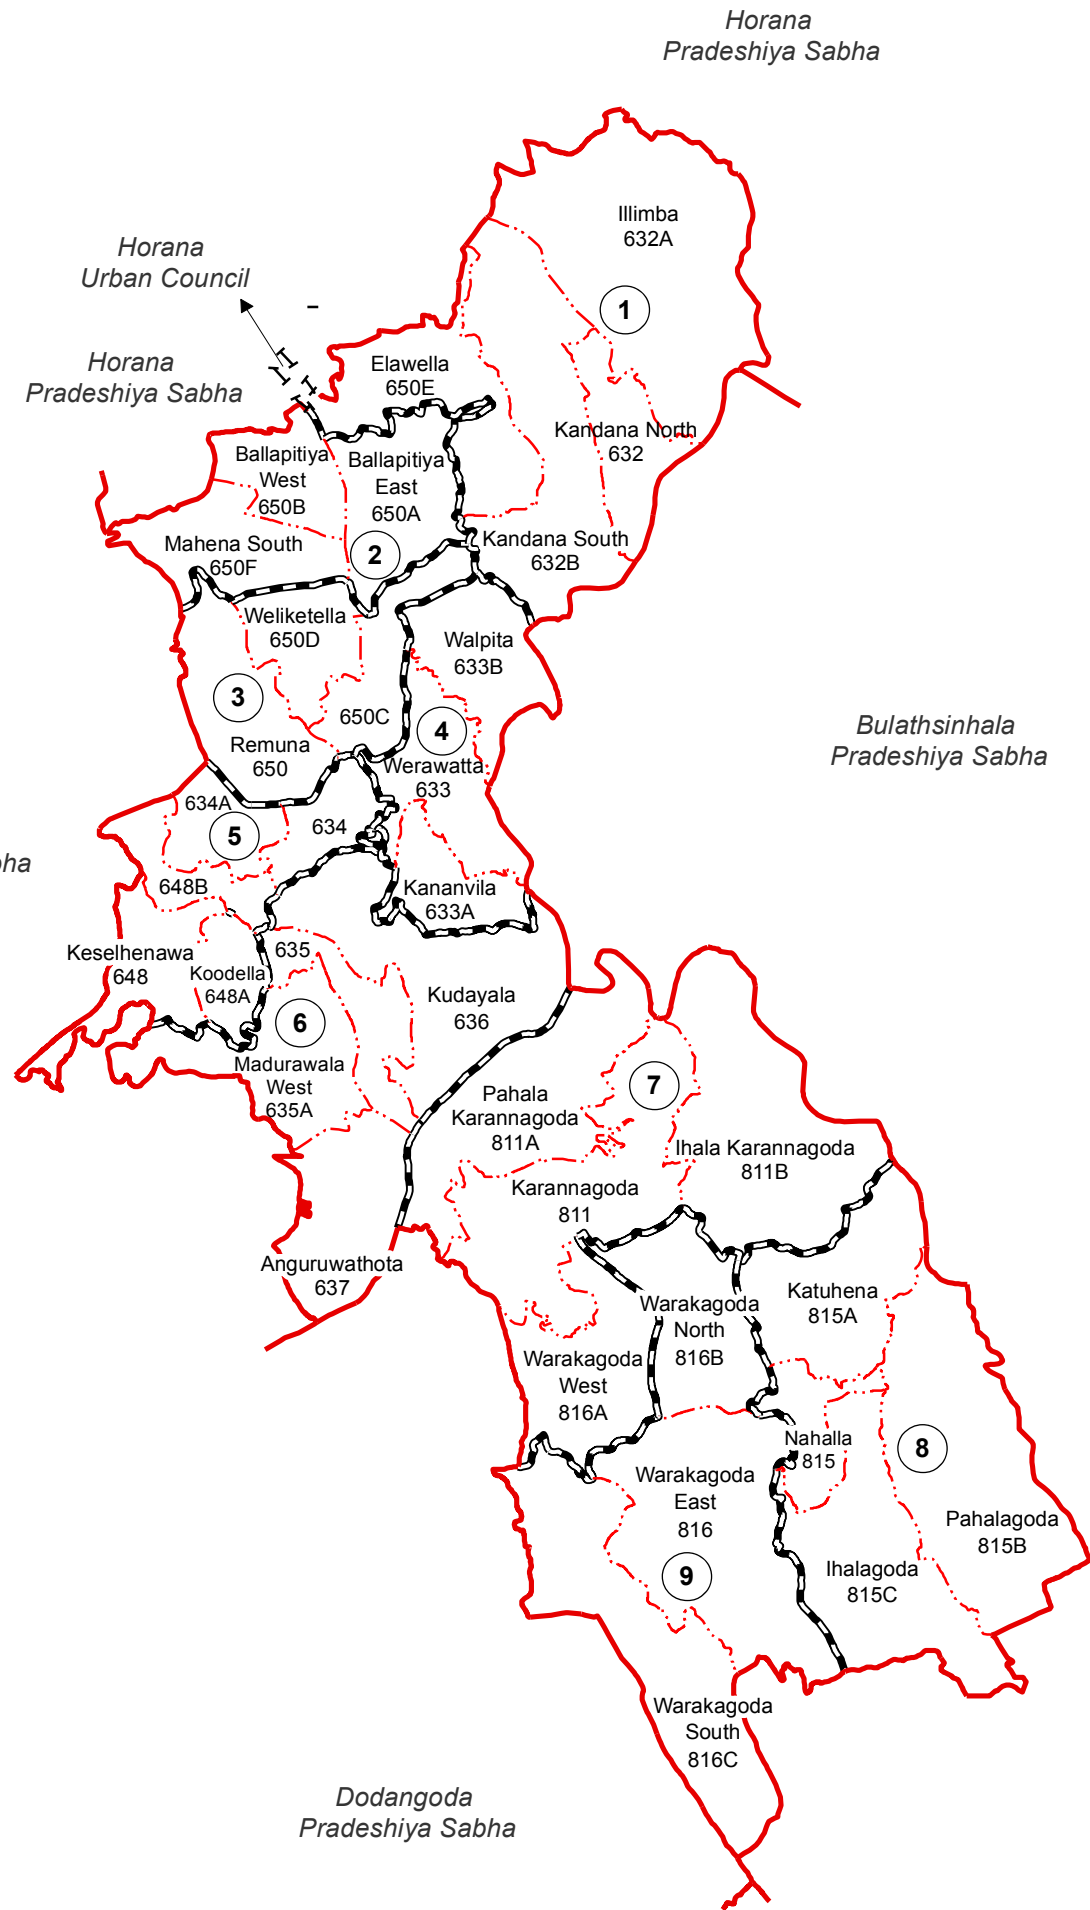 Horana
Pradeshiya Sabha
Illimba
632A
Horana
Urban Council
1
Horana
Pradeshiya Sabha
Elawella
650E
Kandana North
632
Ballapitiya
West
650B
Ballapitiya
East
650A
Mahena South
650F
2
Kandana South
632B
Weliketella
650D
Walpita
633B
3
650C
4
Bulathsinhala
Pradeshiya Sabha
Remuna
650
Werawatta
633
634A
5
634
ha
648B
Kananvila
633A
Keselhenawa
648
Koodella
648A
635
Kudayala
636
6
Madurawala
West
635A
7
Pahala
Karannagoda
811A
Ihala Karannagoda
811B
Karannagoda
811
Anguruwathota
637
Katuhena
815A
Warakagoda
North
816B
Warakagoda
West
816A
Nahalla
815
8
Warakagoda
East
816
Pahalagoda
815B
9
Ihalagoda
815C
Warakagoda
South
816C
Dodangoda
Pradeshiya Sabha